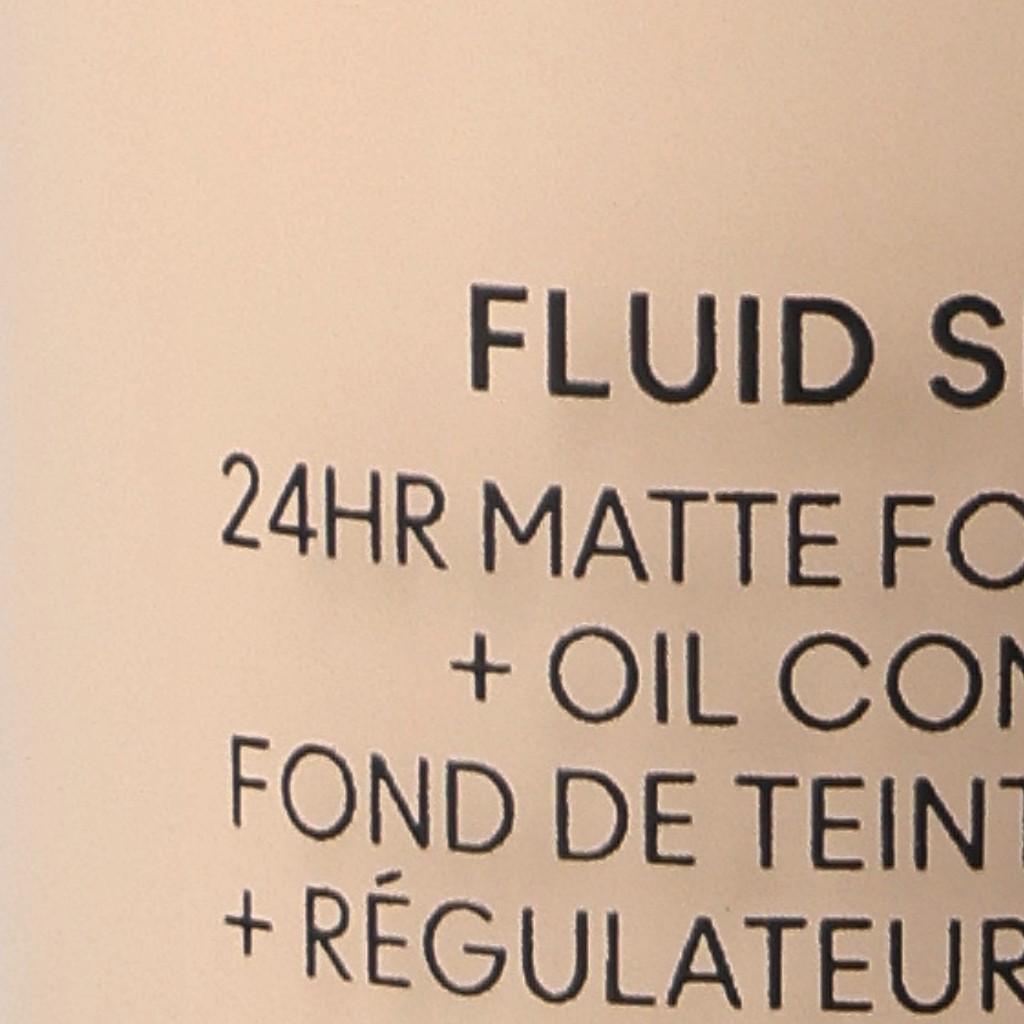 FLUID S
24HR MATTE FO
+ OIL CON
FOND DE TEINT
+ RÉGULATEUR